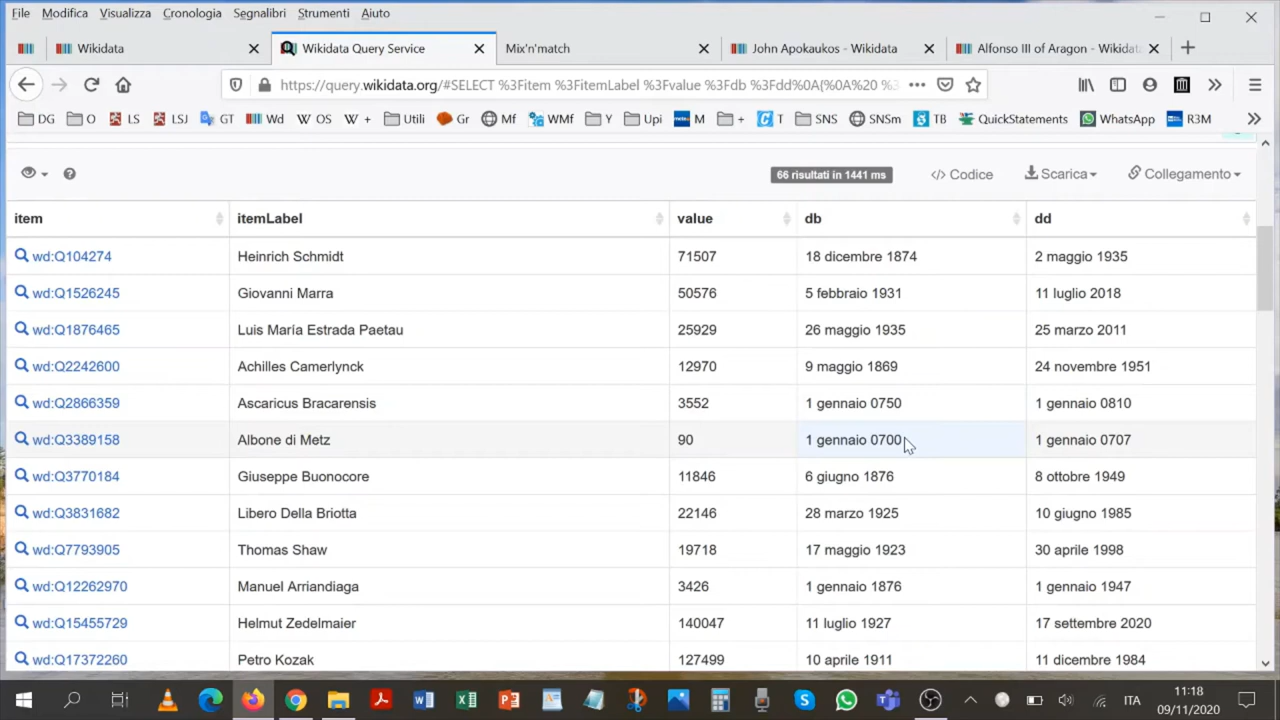 File Modifica Visualizza Cronologia Segnalibri Strumenti Aiuto
Wikidata Wikidata Query Service Mix'n'match John Apokaukos - Wikidata Alfonso III of Aragon - Wikidata
https://query.wikidata.org/#SELECT %3Fitem %3FitemLabel %3Fvalue %3Fdb %3Fdd%0A{%0A%20 %3
DG O LS LSJ GT Wd OS + Utili Gr Mf WMf Y Upi M + T SNS SNSm TB QuickStatements WhatsApp R3M
66 risultati in 1441 ms </> Codice Scarica Collegamento
item itemLabel value db dd
wd:Q104274 Heinrich Schmidt 71507 18 dicembre 1874 2 maggio 1935
wd:Q1526245 Giovanni Marra 50576 5 febbraio 1931 11 luglio 2018
wd:Q1876465 Luis María Estrada Paetau 25929 26 maggio 1935 25 marzo 2011
wd:Q2242600 Achilles Camerlynck 12970 9 maggio 1869 24 novembre 1951
wd:Q2866359 Ascaricus Bracarensis 3552 1 gennaio 0750 1 gennaio 0810
wd:Q3389158 Albone di Metz 90 1 gennaio 0700 1 gennaio 0707
wd:Q3770184 Giuseppe Buonocore 11846 6 giugno 1876 8 ottobre 1949
wd:Q3831682 Libero Della Briotta 22146 28 marzo 1925 10 giugno 1985
wd:Q7793905 Thomas Shaw 19718 17 maggio 1923 30 aprile 1998
wd:Q12262970 Manuel Arriandiaga 3426 1 gennaio 1876 1 gennaio 1947
wd:Q15455729 Helmut Zedelmaier 140047 11 luglio 1927 17 settembre 2020
wd:Q17372260 Petro Kozak 127499 10 aprile 1911 11 dicembre 1984
ITA 11:18
09/11/2020